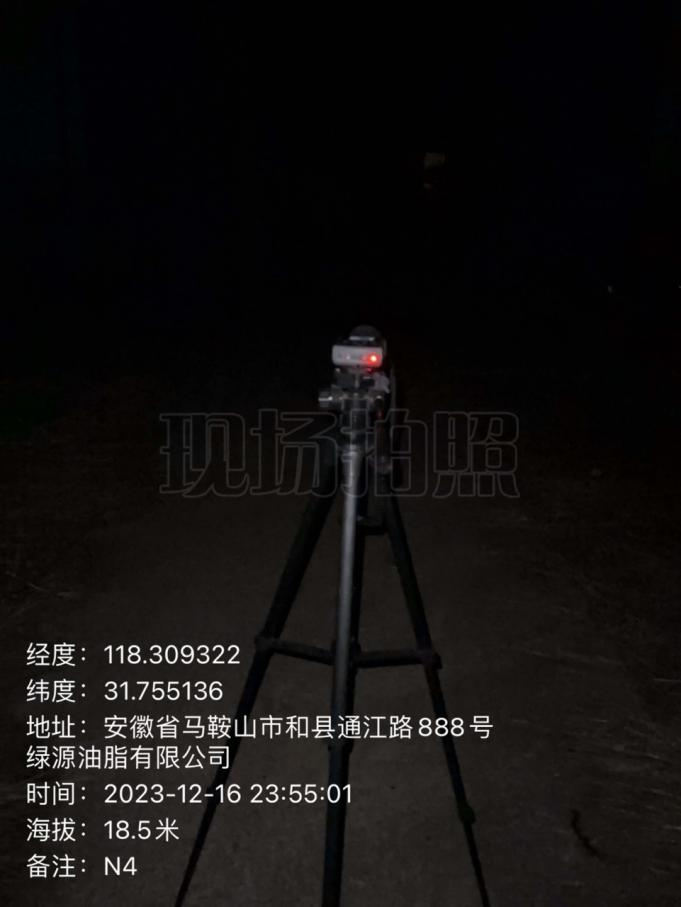 现场拍照
经度：118.309322
纬度：31.755136
地址：安徽省马鞍山市和县通江路888号
绿源油脂有限公司
时间：2023-12-16 23:55:01
海拔：18.5米
备注：N4